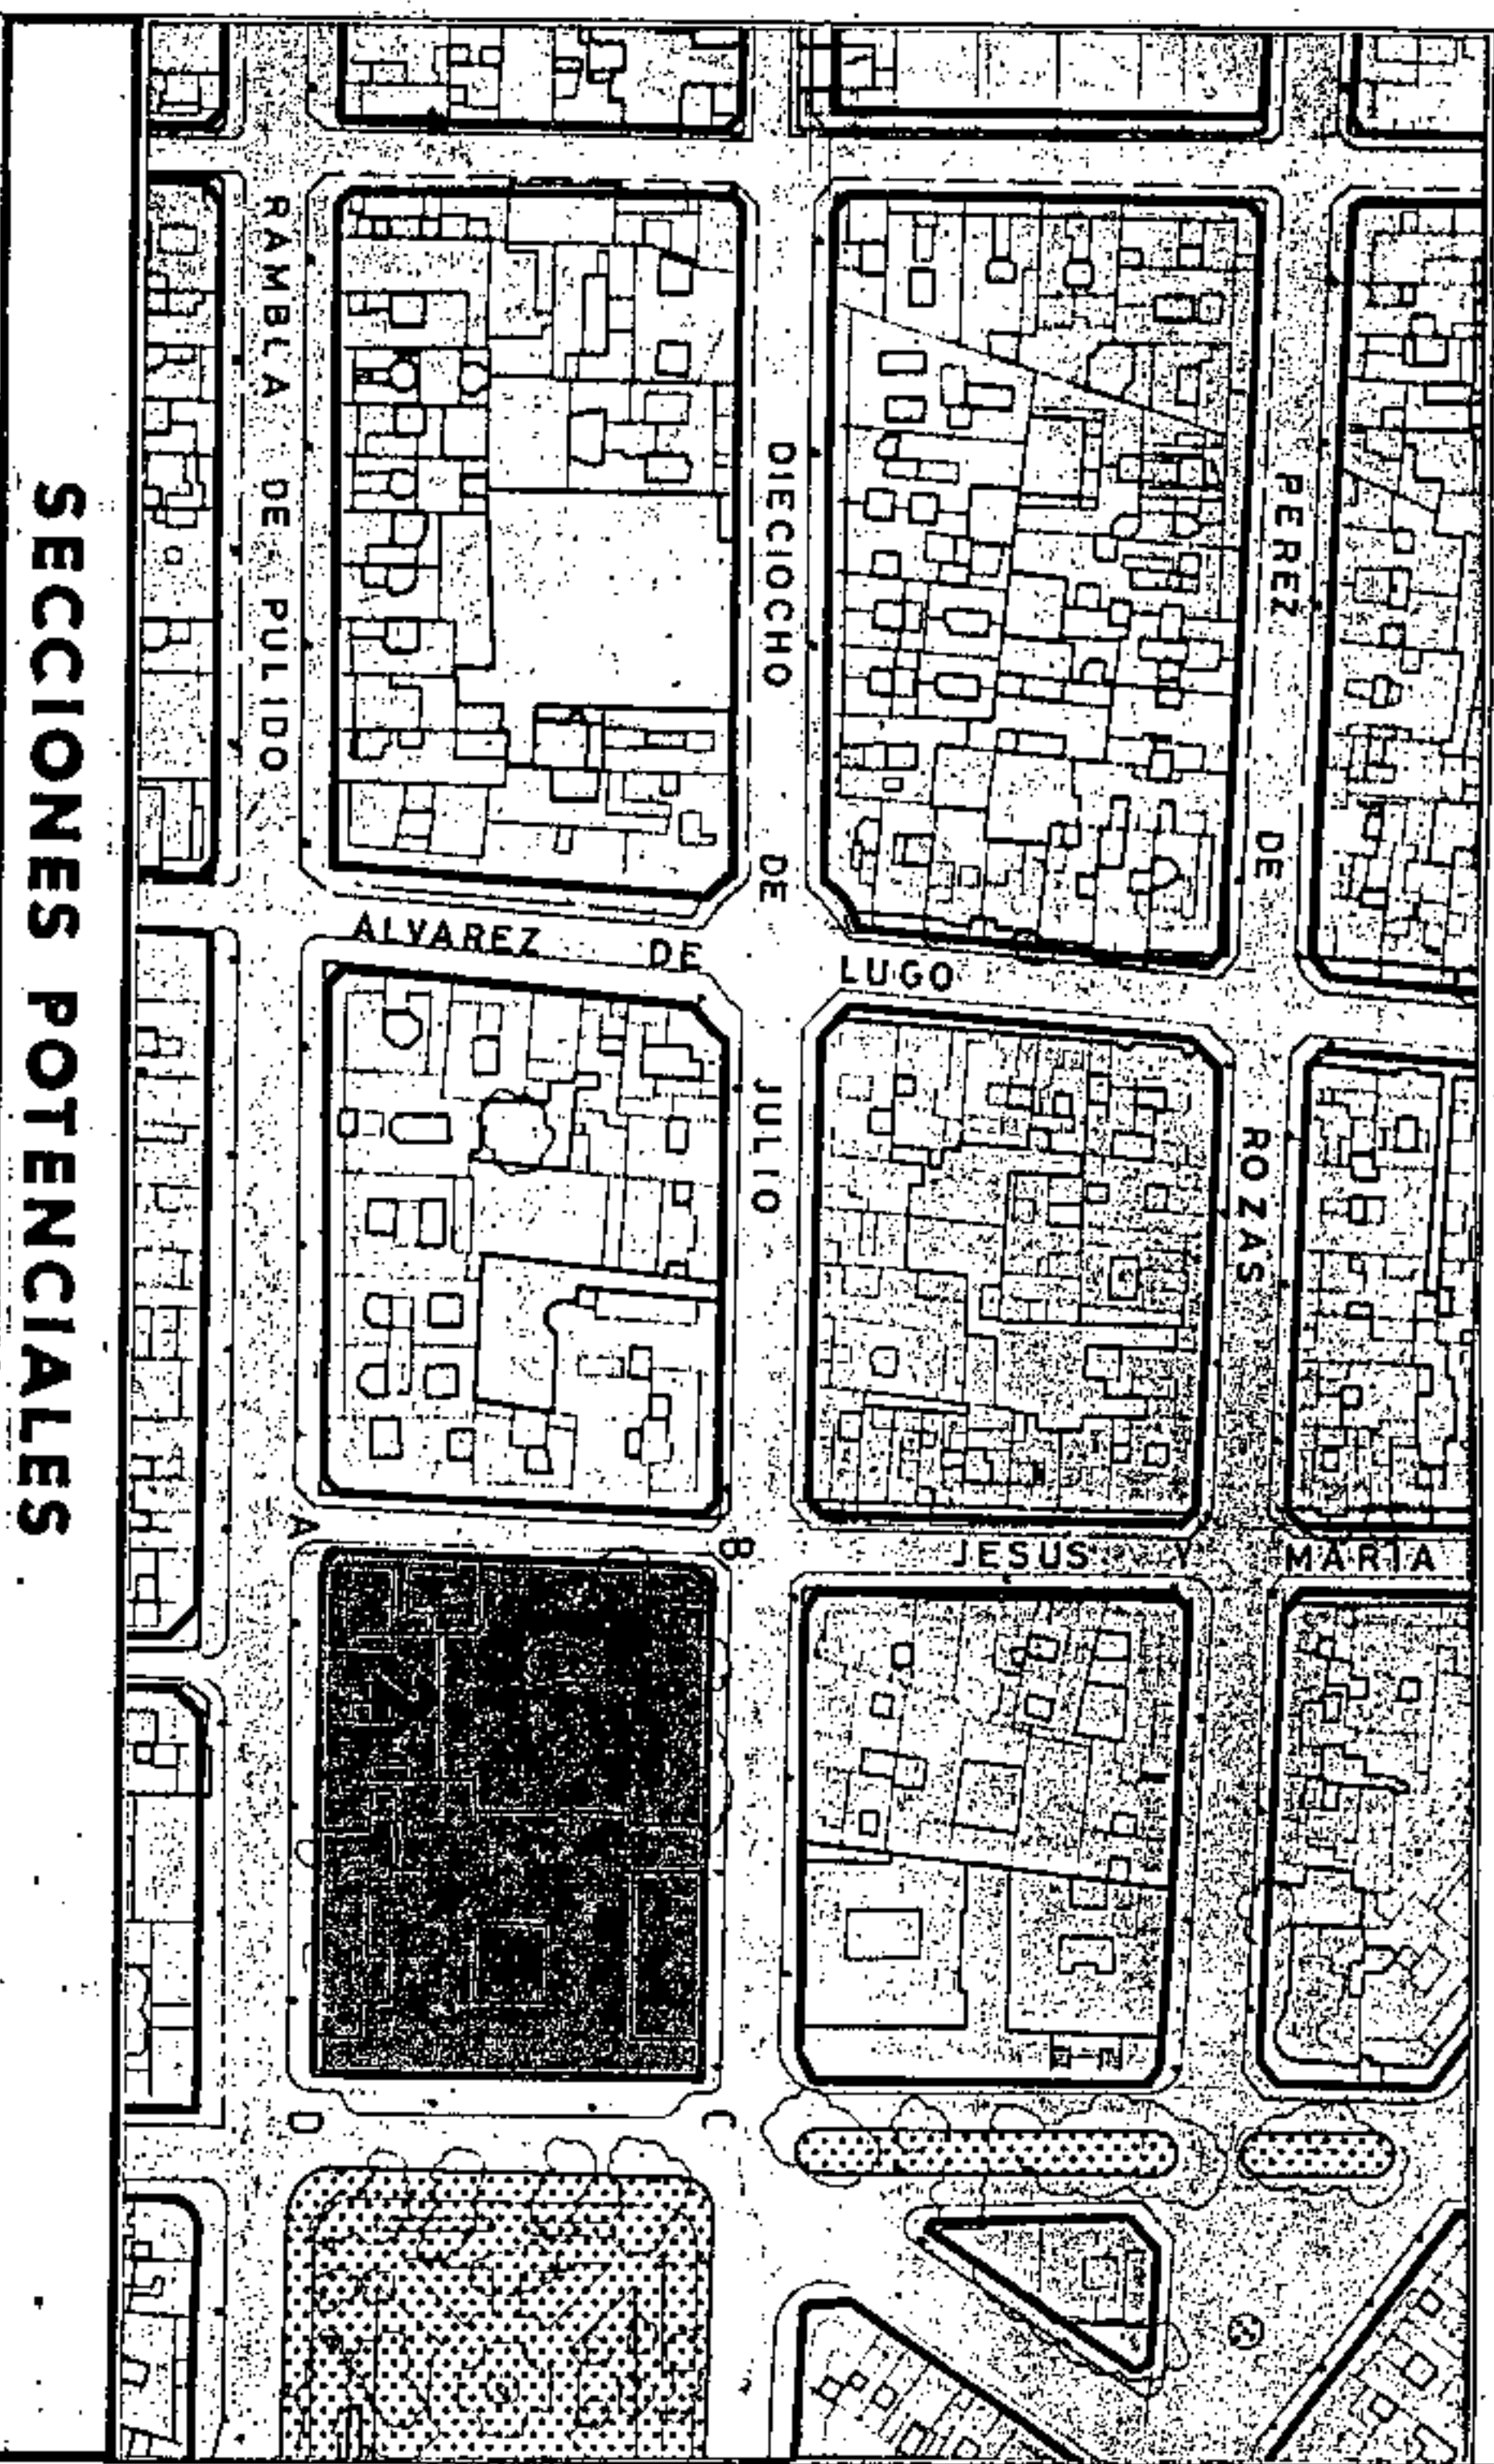 SECCIONES POTENCIALES
RAMBLA DE PULIDO
DIECIOCHO DE JULIO
PEREZ DE ROZAS
ALVAREZ DE LUGO
JESUS Y MARIA
A
B
C
D